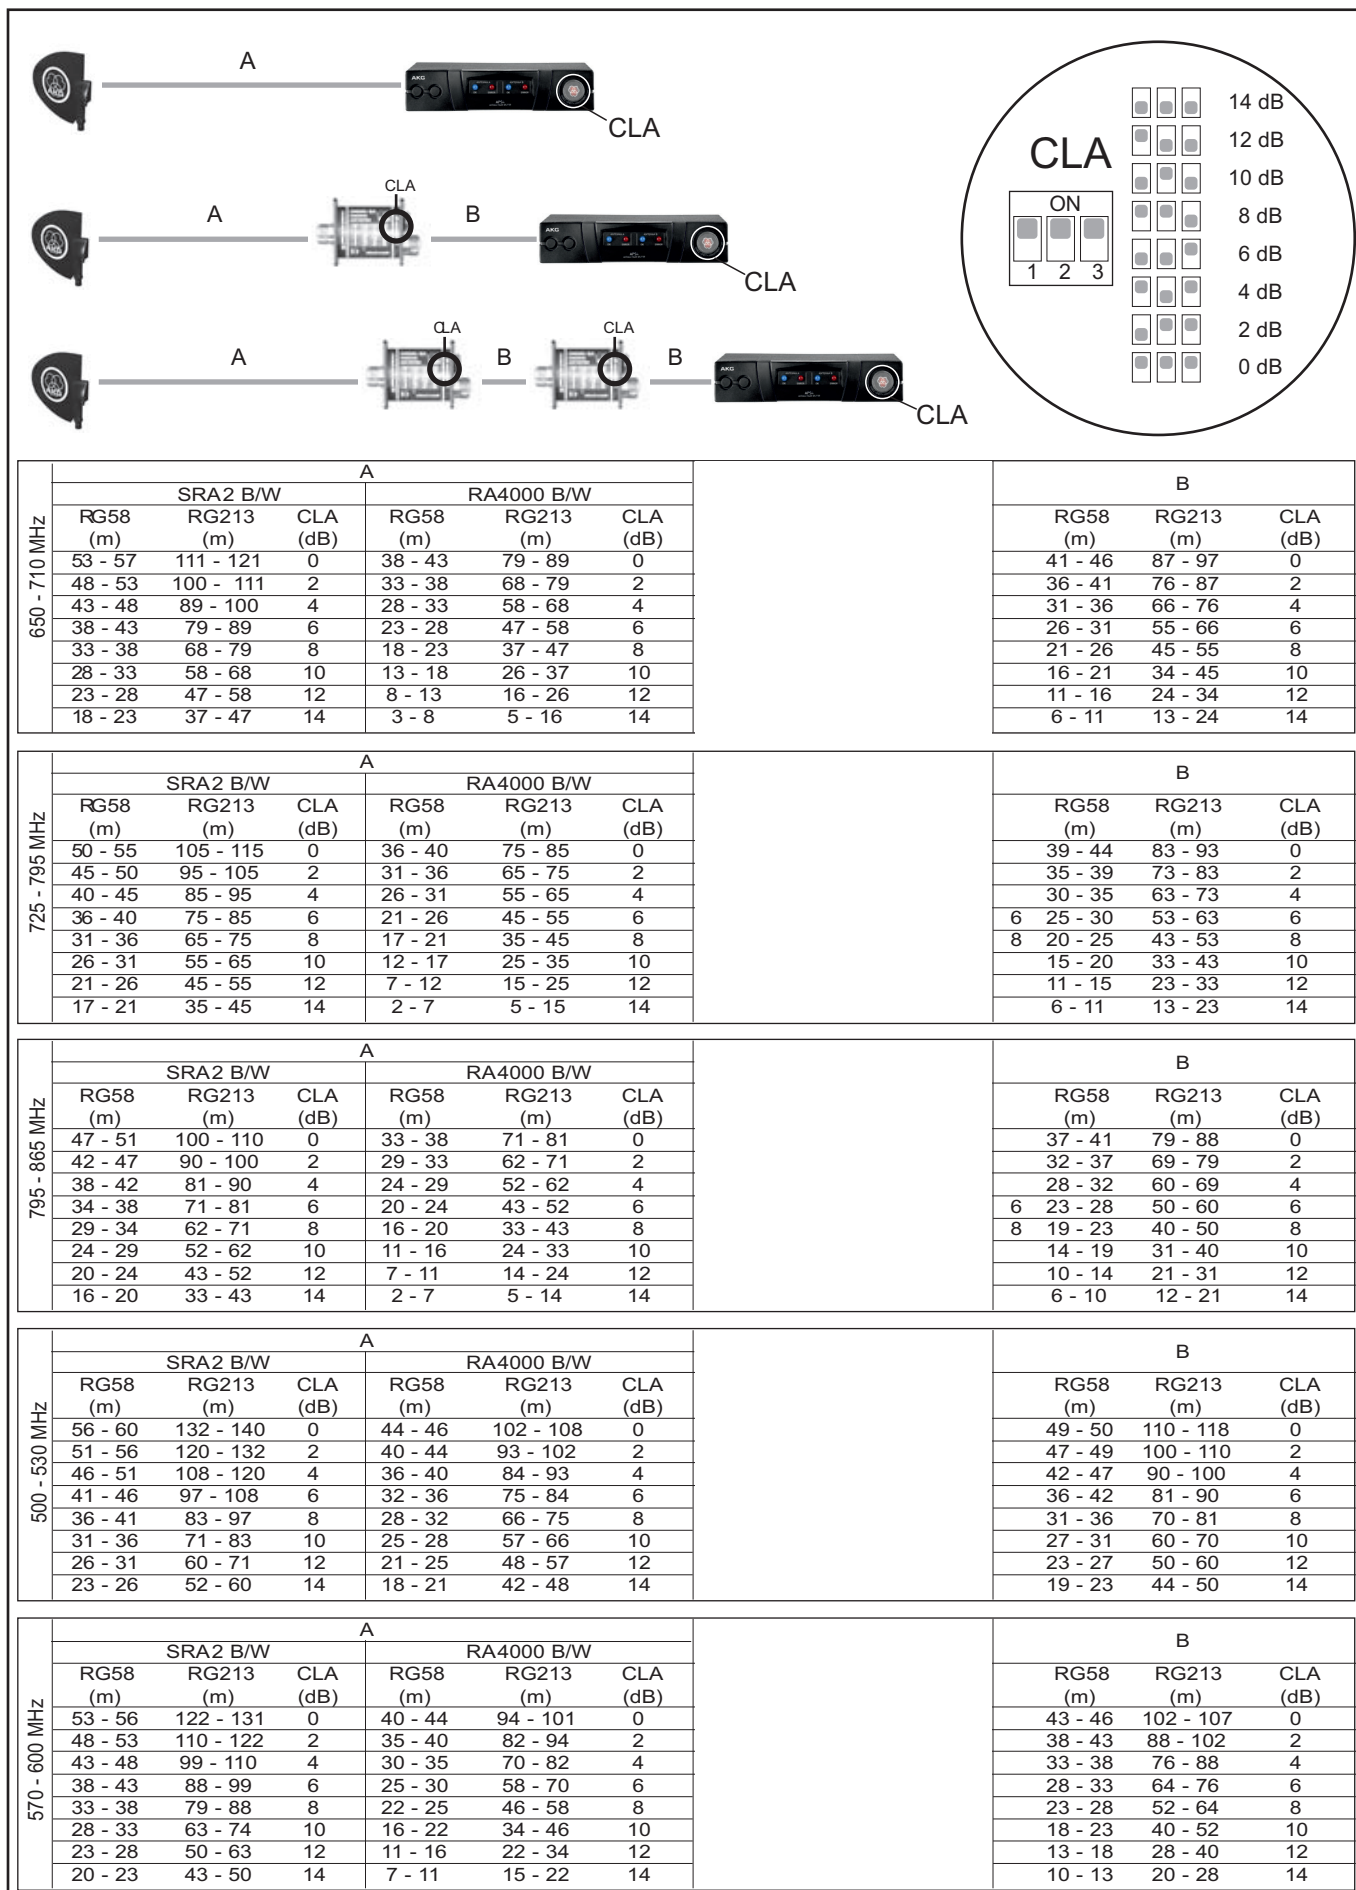 A
AKG
CLA
A
CLA
B
AKG
CLA
A
CLA
B
CLA
B
AKG
CLA
CLA
ON
1 2 3
14 dB
12 dB
10 dB
8 dB
6 dB
4 dB
2 dB
0 dB
650 - 710 MHz
A B
SRA2 B/W RA4000 B/W
RG58 RG213 CLA RG58 RG213 CLA RG58 RG213 CLA
(m) (m) (dB) (m) (m) (dB) (m) (m) (dB)
53 - 57 111 - 121 0 38 - 43 79 - 89 0 41 - 46 87 - 97 0
48 - 53 100 - 111 2 33 - 38 68 - 79 2 36 - 41 76 - 87 2
43 - 48 89 - 100 4 28 - 33 58 - 68 4 31 - 36 66 - 76 4
38 - 43 79 - 89 6 23 - 28 47 - 58 6 26 - 31 55 - 66 6
33 - 38 68 - 79 8 18 - 23 37 - 47 8 21 - 26 45 - 55 8
28 - 33 58 - 68 10 13 - 18 26 - 37 10 16 - 21 34 - 45 10
23 - 28 47 - 58 12 8 - 13 16 - 26 12 11 - 16 24 - 34 12
18 - 23 37 - 47 14 3 - 8 5 - 16 14 6 - 11 13 - 24 14
725 - 795 MHz
A B
SRA2 B/W RA4000 B/W
RG58 RG213 CLA RG58 RG213 CLA RG58 RG213 CLA
(m) (m) (dB) (m) (m) (dB) (m) (m) (dB)
50 - 55 105 - 115 0 36 - 40 75 - 85 0 39 - 44 83 - 93 0
45 - 50 95 - 105 2 31 - 36 65 - 75 2 35 - 39 73 - 83 2
40 - 45 85 - 95 4 26 - 31 55 - 65 4 30 - 35 63 - 73 4
36 - 40 75 - 85 6 21 - 26 45 - 55 6 6 25 - 30 53 - 63 6
31 - 36 65 - 75 8 17 - 21 35 - 45 8 8 20 - 25 43 - 53 8
26 - 31 55 - 65 10 12 - 17 25 - 35 10 15 - 20 33 - 43 10
21 - 26 45 - 55 12 7 - 12 15 - 25 12 11 - 15 23 - 33 12
17 - 21 35 - 45 14 2 - 7 5 - 15 14 6 - 11 13 - 23 14
795 - 865 MHz
A B
SRA2 B/W RA4000 B/W
RG58 RG213 CLA RG58 RG213 CLA RG58 RG213 CLA
(m) (m) (dB) (m) (m) (dB) (m) (m) (dB)
47 - 51 100 - 110 0 33 - 38 71 - 81 0 37 - 41 79 - 88 0
42 - 47 90 - 100 2 29 - 33 62 - 71 2 32 - 37 69 - 79 2
38 - 42 81 - 90 4 24 - 29 52 - 62 4 28 - 32 60 - 69 4
34 - 38 71 - 81 6 20 - 24 43 - 52 6 6 23 - 28 50 - 60 6
29 - 34 62 - 71 8 16 - 20 33 - 43 8 8 19 - 23 40 - 50 8
24 - 29 52 - 62 10 11 - 16 24 - 33 10 14 - 19 31 - 40 10
20 - 24 43 - 52 12 7 - 11 14 - 24 12 10 - 14 21 - 31 12
16 - 20 33 - 43 14 2 - 7 5 - 14 14 6 - 10 12 - 21 14
500 - 530 MHz
A B
SRA2 B/W RA4000 B/W
RG58 RG213 CLA RG58 RG213 CLA RG58 RG213 CLA
(m) (m) (dB) (m) (m) (dB) (m) (m) (dB)
56 - 60 132 - 140 0 44 - 46 102 - 108 0 49 - 50 110 - 118 0
51 - 56 120 - 132 2 40 - 44 93 - 102 2 47 - 49 100 - 110 2
46 - 51 108 - 120 4 36 - 40 84 - 93 4 42 - 47 90 - 100 4
41 - 46 97 - 108 6 32 - 36 75 - 84 6 36 - 42 81 - 90 6
36 - 41 83 - 97 8 28 - 32 66 - 75 8 31 - 36 70 - 81 8
31 - 36 71 - 83 10 25 - 28 57 - 66 10 27 - 31 60 - 70 10
26 - 31 60 - 71 12 21 - 25 48 - 57 12 23 - 27 50 - 60 12
23 - 26 52 - 60 14 18 - 21 42 - 48 14 19 - 23 44 - 50 14
570 - 600 MHz
A B
SRA2 B/W RA4000 B/W
RG58 RG213 CLA RG58 RG213 CLA RG58 RG213 CLA
(m) (m) (dB) (m) (m) (dB) (m) (m) (dB)
53 - 56 122 - 131 0 40 - 44 94 - 101 0 43 - 46 102 - 107 0
48 - 53 110 - 122 2 35 - 40 82 - 94 2 38 - 43 88 - 102 2
43 - 48 99 - 110 4 30 - 35 70 - 82 4 33 - 38 76 - 88 4
38 - 43 88 - 99 6 25 - 30 58 - 70 6 28 - 33 64 - 76 6
33 - 38 79 - 88 8 22 - 25 46 - 58 8 23 - 28 52 - 64 8
28 - 33 63 - 74 10 16 - 22 34 - 46 10 18 - 23 40 - 52 10
23 - 28 50 - 63 12 11 - 16 22 - 34 12 13 - 18 28 - 40 12
20 - 23 43 - 50 14 7 - 11 15 - 22 14 10 - 13 20 - 28 14